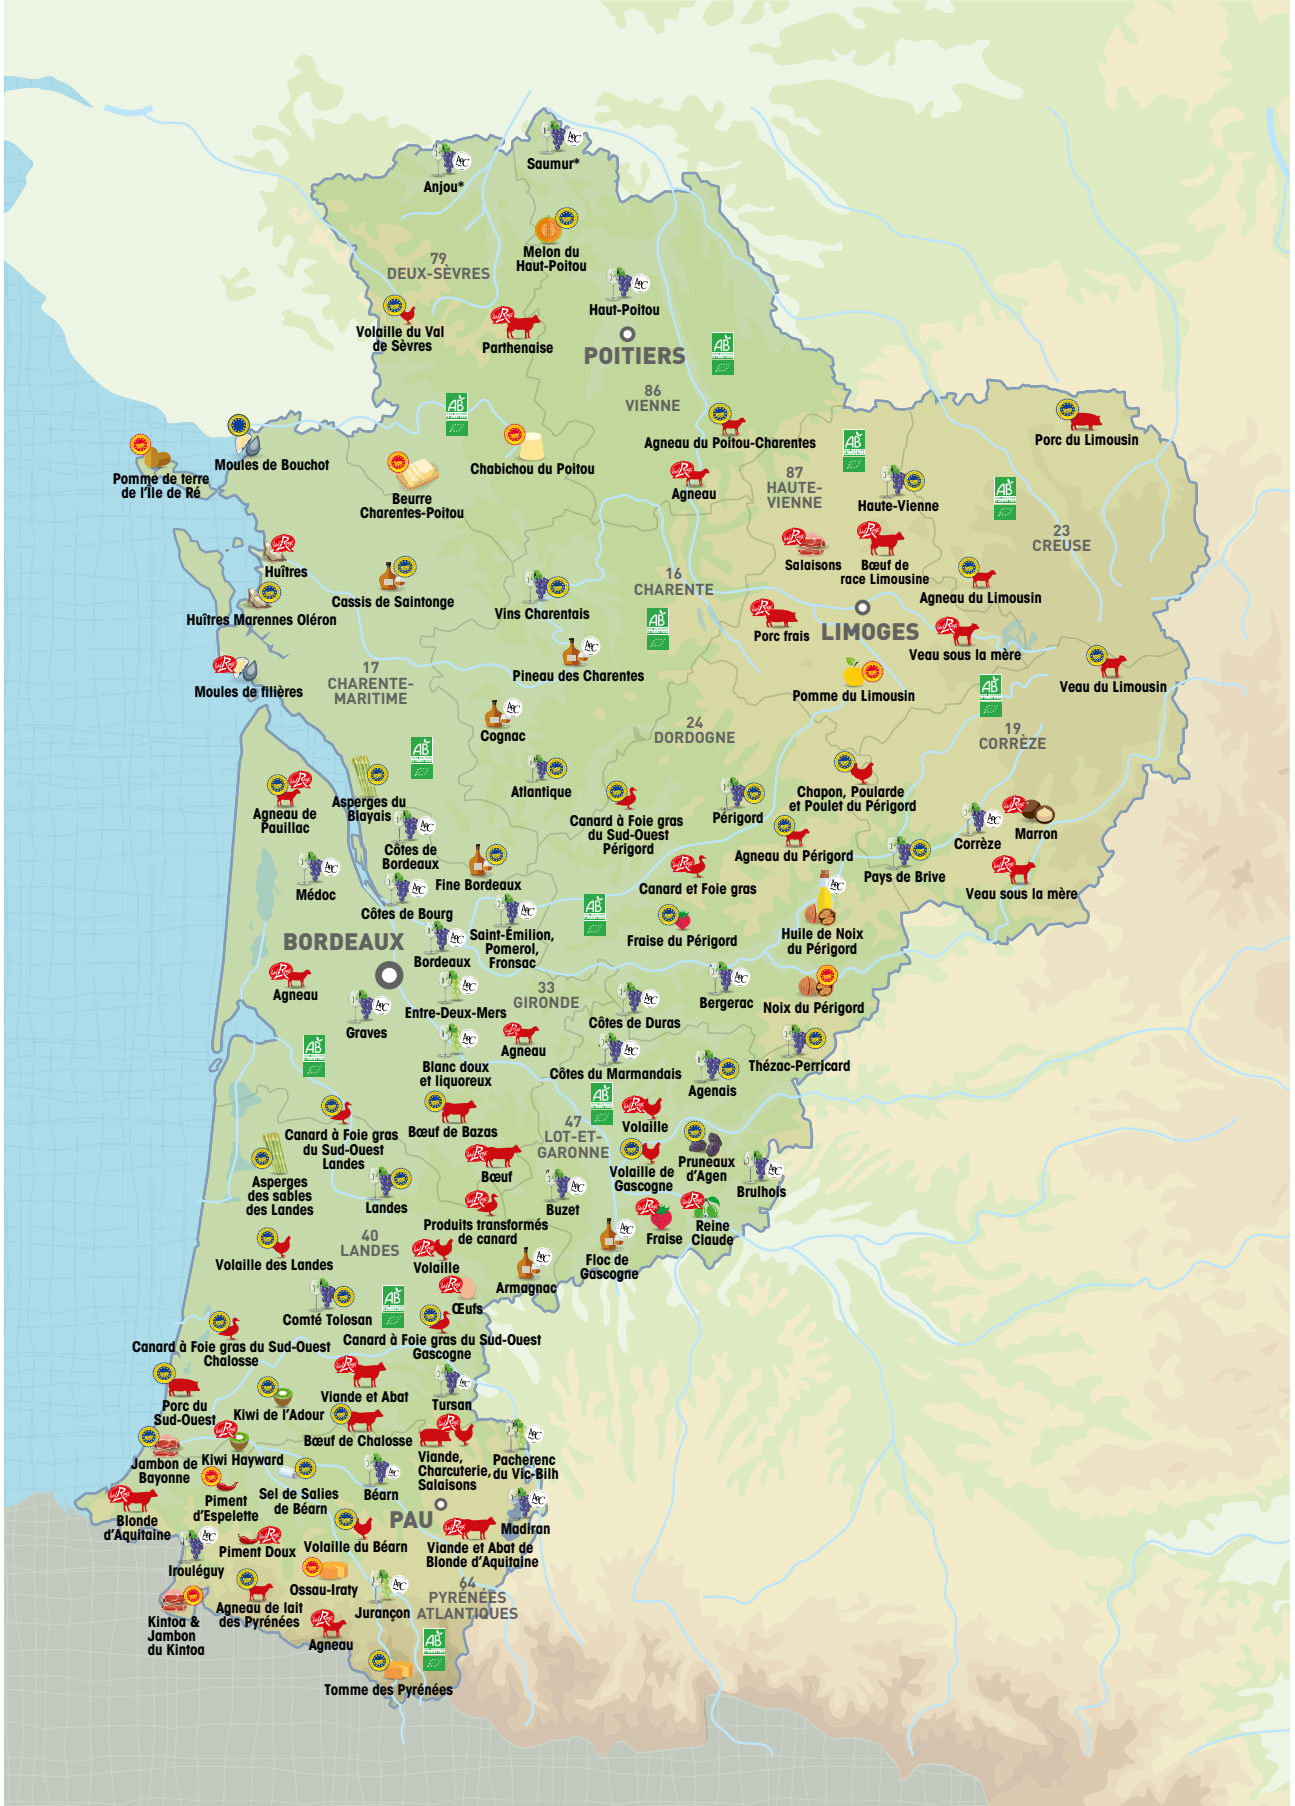 Saumur*
Anjou*
Melon du
Haut-Poitou
79
DEUX-SÈVRES
Haut-Poitou
Volaille du Val
de Sèvres
Parthenaise
POITIERS
AB
86
VIENNE
AB
Agneau du Poitou-Charentes
Porc du Limousin
AB
Moules de Bouchot
Chabichou du Poitou
Pomme de terre
de l'Île de Ré
Beurre
Charentes-Poitou
Agneau
87
HAUTE-
VIENNE
Haute-Vienne
AB
23
CREUSE
Huîtres
Salaisons
Bœuf de
race Limousine
Cassis de Saintonge
16
CHARENTE
Agneau du Limousin
Vins Charentais
Huîtres Marennes Oléron
AB
Porc frais
LIMOGES
Veau sous la mère
Pineau des Charentes
17
CHARENTE-
MARITIME
Moules de filières
Pomme du Limousin
Veau du Limousin
AB
Cognac
24
DORDOGNE
19
CORRÈZE
AB
Asperges du
Blayais
Atlantique
Agneau de
Pauillac
Canard à Foie gras
du Sud-Ouest
Périgord
Périgord
Chapon, Poularde
et Poulet du Périgord
Corrèze
Marron
Côtes de
Bordeaux
Agneau du Périgord
Médoc
Fine Bordeaux
Canard et Foie gras
Pays de Brive
Veau sous la mère
Côtes de Bourg
AB
BORDEAUX
Bordeaux
Saint-Émilion,
Pomerol,
Fronsac
Fraise du Périgord
Huile de Noix
du Périgord
Agneau
33
GIRONDE
Bergerac
Noix du Périgord
Graves
Entre-Deux-Mers
Côtes de Duras
AB
Blanc doux
et liquoreux
Agneau
Côtes du Marmandais
Agenais
Thézac-Perricard
AB
Canard à Foie gras
du Sud-Ouest
Landes
Bœuf de Bazas
47
LOT-ET-
GARONNE
Volaille
Asperges
des sables
des Landes
Bœuf
Volaille de
Gascogne
Pruneaux
d'Agen
Brulhois
Landes
Buzet
Produits transformés
de canard
Fraise
Reine
Claude
40
LANDES
Volaille des Landes
Volaille
Floc de
Gascogne
Armagnac
AB
Œufs
Comté Tolosan
Canard à Foie gras du Sud-Ouest
Chalosse
Canard à Foie gras du Sud-Ouest
Gascogne
Viande et Abat
Tursan
Porc du
Sud-Ouest
Kiwi de l'Adour
Bœuf de Chalosse
Jambon de
Bayonne
Kiwi Hayward
Viande,
Charcuterie,
Salaisons
Pacherenc
du Vic-Bilh
Sel de Salies
de Béarn
Béarn
Piment
d'Espelette
Blonde
d'Aquitaine
PAU
Madiran
Piment Doux
Volaille du Béarn
Viande et Abat de
Blonde d'Aquitaine
Irouléguy
Ossau-Iraty
64
PYRÉNÉES
ATLANTIQUES
Agneau de lait
des Pyrénées
Jurançon
Kintoa &
Jambon
du Kintoa
Agneau
AB
Tomme des Pyrénées